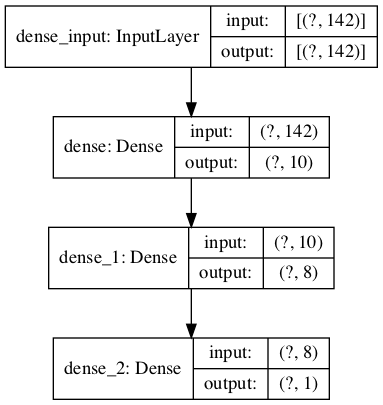 dense_input: InputLayer
input: [(?, 142)]
output: [(?, 142)]
dense: Dense
input: (?, 142)
output: (?, 10)
dense_1: Dense
input: (?, 10)
output: (?, 8)
dense_2: Dense
input: (?, 8)
output: (?, 1)